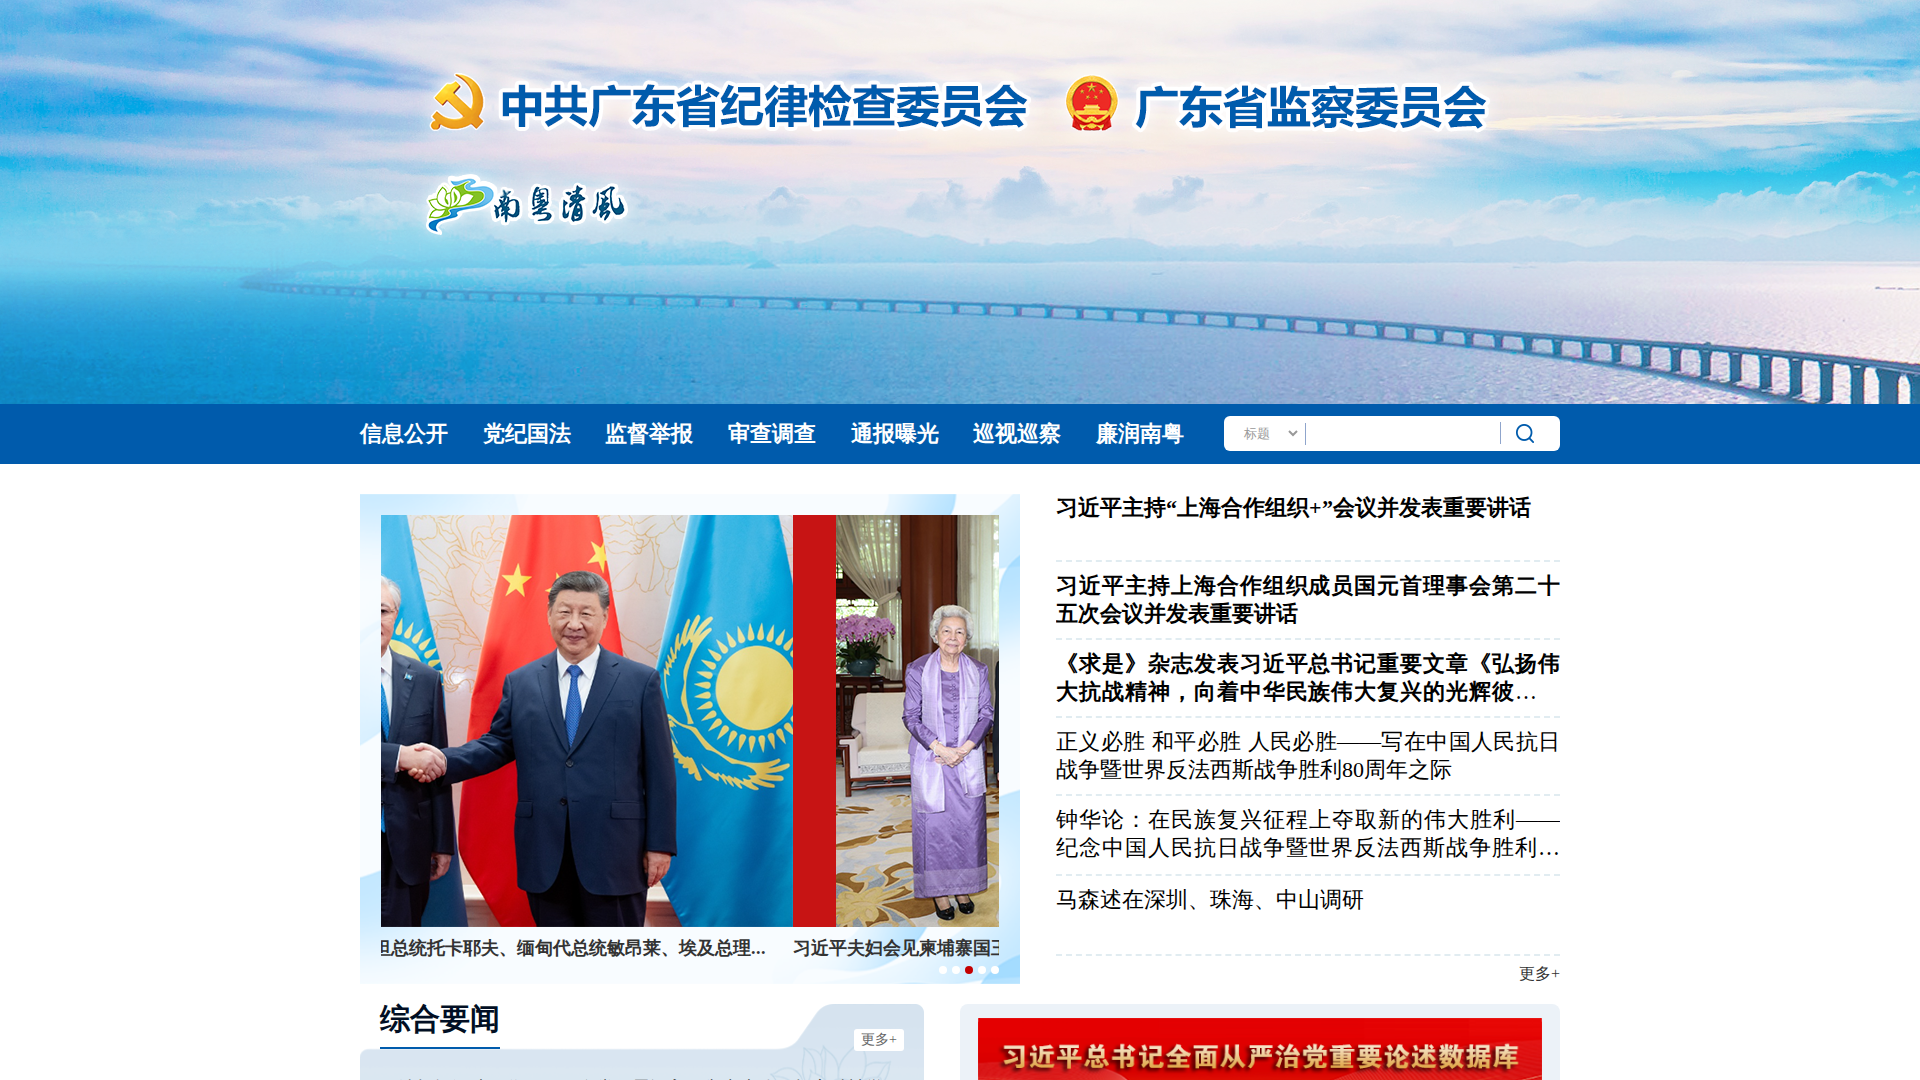 中共广东省纪律检查委员会 广东省监察委员会
南粤清風
信息公开 党纪国法 监督举报 审查调查 通报曝光 巡视巡察 廉润南粤 标题
习近平主持“上海合作组织+”会议并发表重要讲话
习近平主持上海合作组织成员国元首理事会第二十
五次会议并发表重要讲话
《求是》杂志发表习近平总书记重要文章《弘扬伟
大抗战精神，向着中华民族伟大复兴的光辉彼…
正义必胜 和平必胜 人民必胜——写在中国人民抗日
战争暨世界反法西斯战争胜利80周年之际
钟华论：在民族复兴征程上夺取新的伟大胜利——
纪念中国人民抗日战争暨世界反法西斯战争胜利…
马森述在深圳、珠海、中山调研
更多+
坦总统托卡耶夫、缅甸代总统敏昂莱、埃及总理... 习近平夫妇会见柬埔寨国王
综合要闻
更多+
习近平总书记全面从严治党重要论述数据库